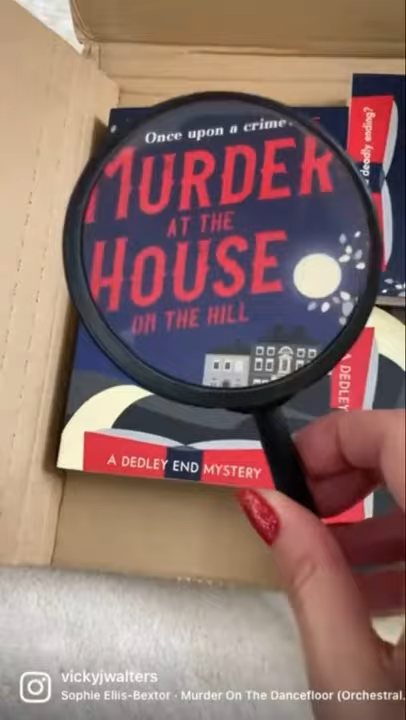 Once upon a crime
MURDER
AT THE
HOUSE
ON THE HILL
deadly ending?
A DEDLEY
A DEDLEY END MYSTERY
vickyjwalters
Sophie Ellis-Bextor · Murder On The Dancefloor (Orchestral.